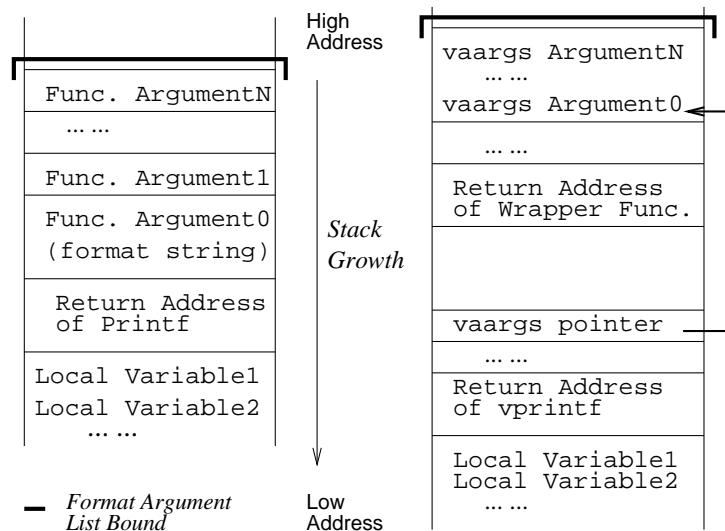 High
Address
Func. ArgumentN
... ...
Func. Argument1
Func. Argument0
(format string)
Return Address
of Printf
Local Variable1
Local Variable2
... ...
Stack
Growth
vaargs ArgumentN
... ...
vaargs Argument0
... ...
Return Address
of Wrapper Func.
vaargs pointer
... ...
Return Address
of vprintf
Local Variable1
Local Variable2
... ...
Format Argument
List Bound
Low
Address